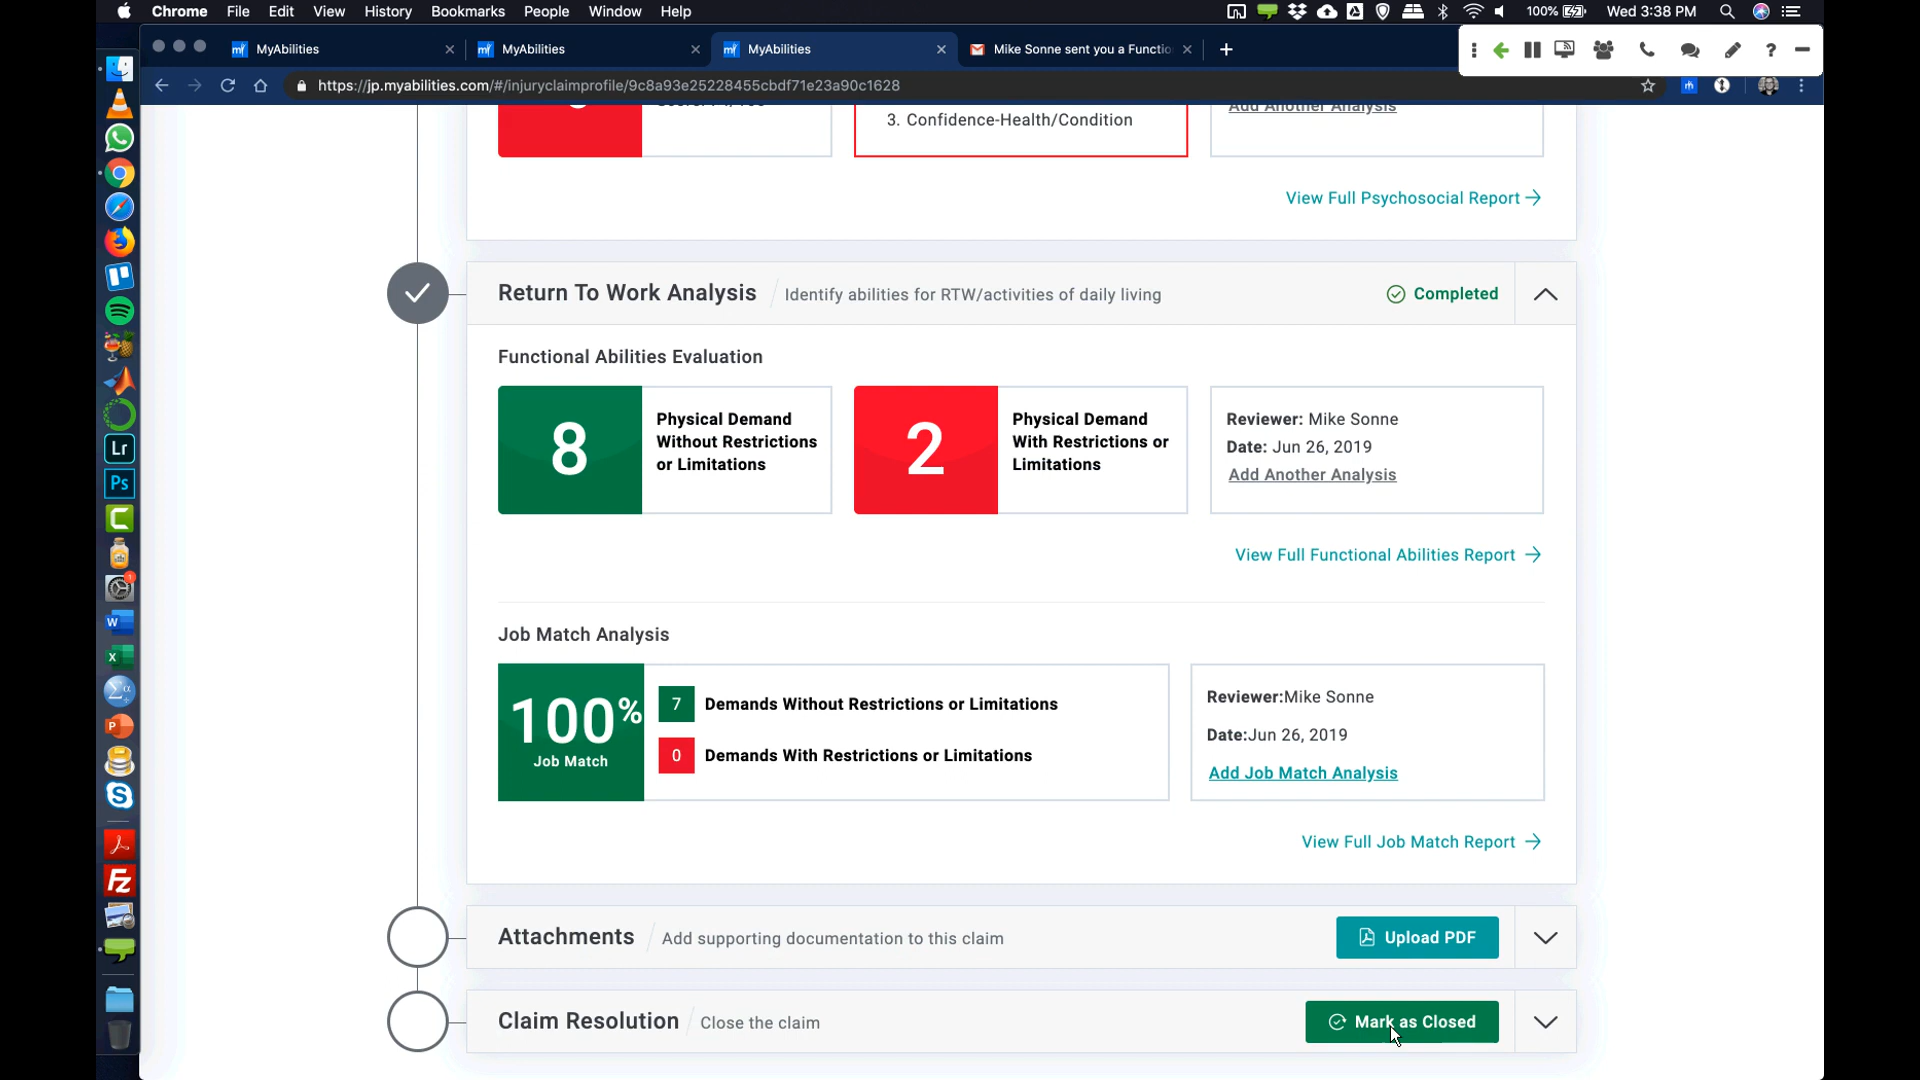 Chrome File Edit View History Bookmarks People Window Help
100% Wed 3:38 PM
MyAbilities
MyAbilities
MyAbilities
Mike Sonne sent you a Functio
https://jp.myabilities.com/#/injuryclaimprofile/9c8a93e25228455cbdf71e23a90c1628
3. Confidence-Health/Condition
Add Another Analysis
View Full Psychosocial Report
Return To Work Analysis
Identify abilities for RTW/activities of daily living
Completed
Functional Abilities Evaluation
8
Physical Demand
Without Restrictions
or Limitations
2
Physical Demand
With Restrictions or
Limitations
Reviewer: Mike Sonne
Date: Jun 26, 2019
Add Another Analysis
View Full Functional Abilities Report
Job Match Analysis
100%
Job Match
7 Demands Without Restrictions or Limitations
0 Demands With Restrictions or Limitations
Reviewer:Mike Sonne
Date:Jun 26, 2019
Add Job Match Analysis
View Full Job Match Report
Attachments
Add supporting documentation to this claim
Upload PDF
Claim Resolution
Close the claim
Mark as Closed
Lr
Ps